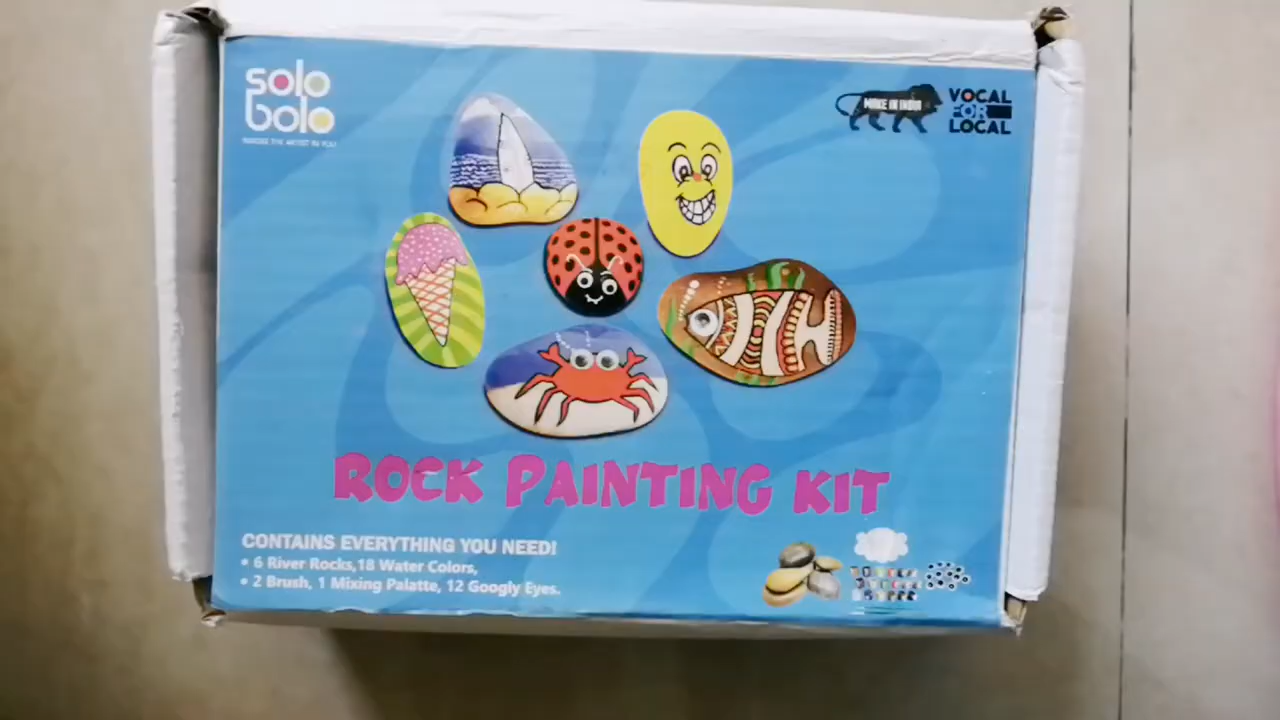 solo
bolo
MAKE IN INDIA
VOCAL
FOR
LOCAL
ROCK PAINTING KIT
CONTAINS EVERYTHING YOU NEED!
• 6 River Rocks,18 Water Colors,
• 2 Brush, 1 Mixing Palatte, 12 Googly Eyes.